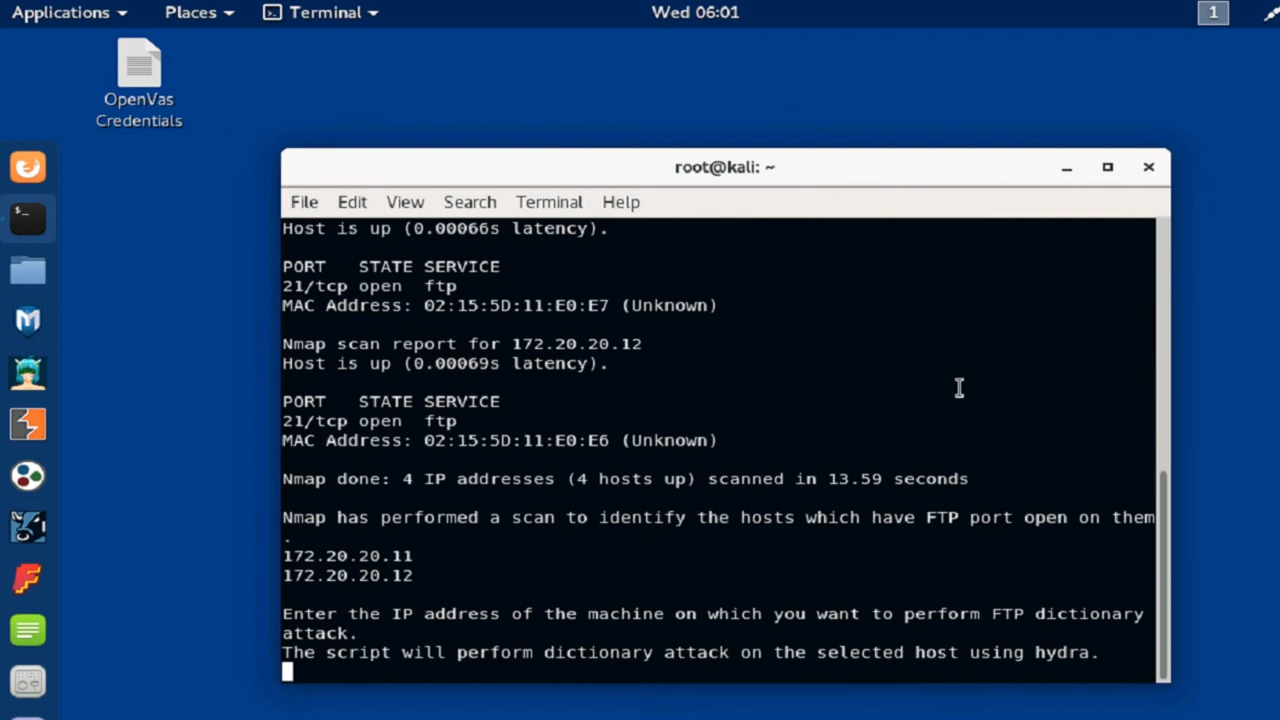 Applications Places Terminal Wed 06:01 1
OpenVas
Credentials
root@kali: ~
File Edit View Search Terminal Help
Host is up (0.00066s latency).
PORT STATE SERVICE
21/tcp open ftp
MAC Address: 02:15:5D:11:E0:E7 (Unknown)
Nmap scan report for 172.20.20.12
Host is up (0.00069s latency).
PORT STATE SERVICE
21/tcp open ftp
MAC Address: 02:15:5D:11:E0:E6 (Unknown)
Nmap done: 4 IP addresses (4 hosts up) scanned in 13.59 seconds
Nmap has performed a scan to identify the hosts which have FTP port open on them
.
172.20.20.11
172.20.20.12
Enter the IP address of the machine on which you want to perform FTP dictionary
attack.
The script will perform dictionary attack on the selected host using hydra.